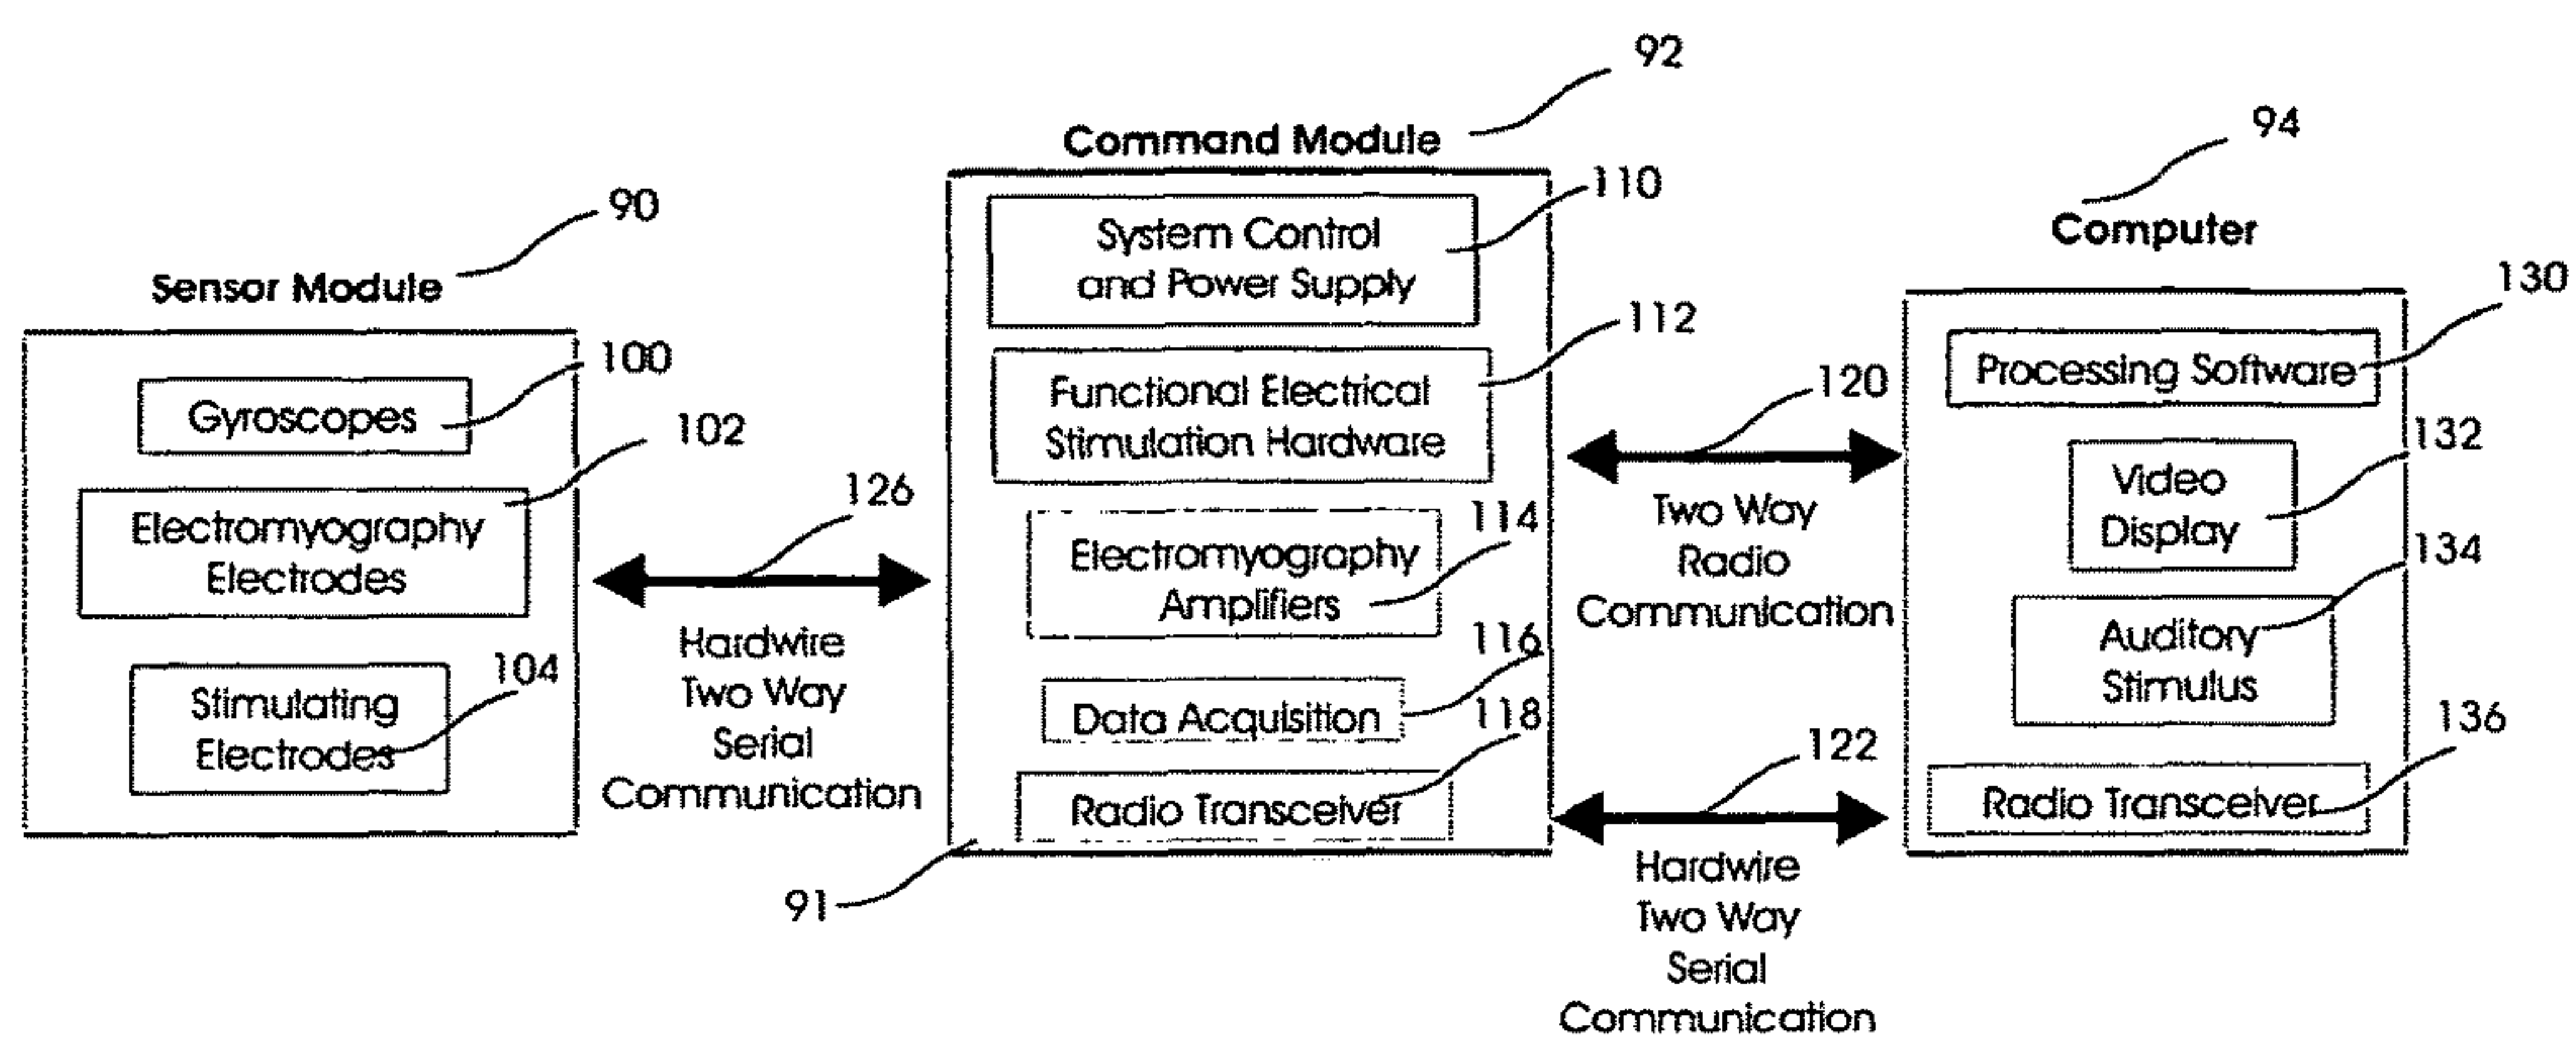 90
Sensor Module
100
Gyroscopes
102
Electromyography
Electrodes
104
Stimulating
Electrodes
126
Hardwire
Two Way
Serial
Communication
92
Command Module
110
System Control
and Power Supply
112
Functional Electrical
Stimulation Hardware
114
Electromyography
Amplifiers
116
Data Acquisition
118
Radio Transceiver
91
120
Two Way
Radio
Communication
122
Hardwire
Two Way
Serial
Communication
94
Computer
130
Processing Software
132
Video
Display
134
Auditory
Stimulus
136
Radio Transceiver